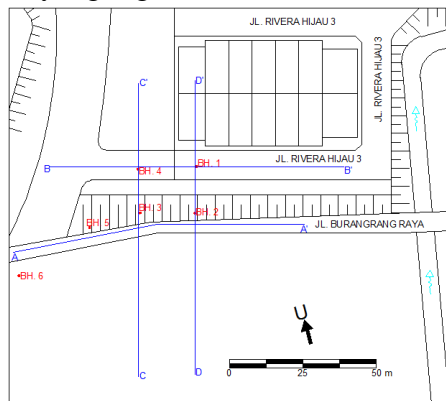 JL. RIVERA HIJAU 3
JL. RIVERA HIJAU 3
C'
D'
JL. RIVERA HIJAU 3
B
BH. 4
BH. 1
B'
BH. 3
BH. 2
BH. 5
JL. BURANGRANG RAYA
A'
A
BH. 6
U
C
D
0
25
50 m